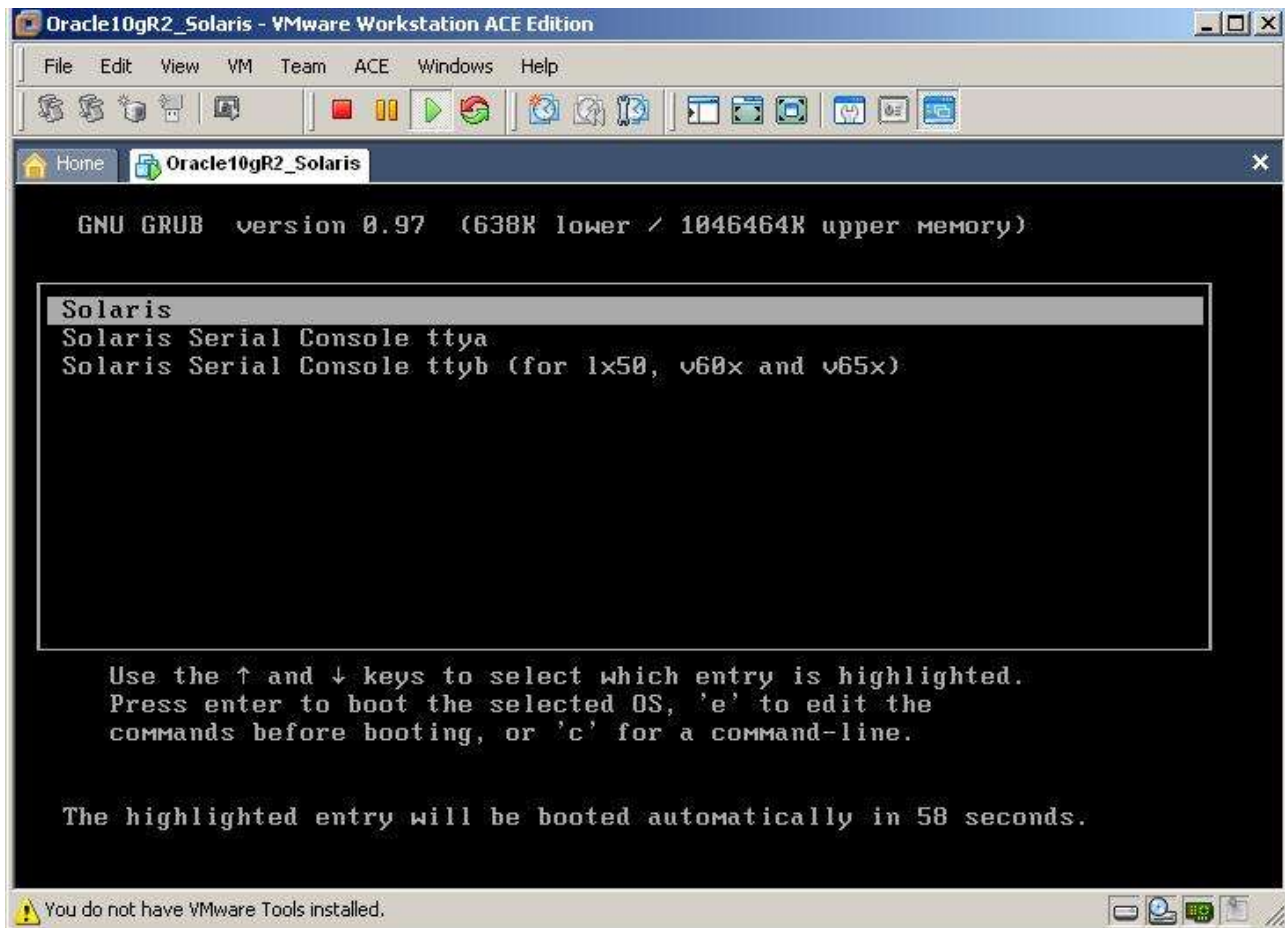 Oracle10gR2_Solaris - VMware Workstation ACE Edition
File Edit View VM Team ACE Windows Help
Home Oracle10gR2_Solaris
GNU GRUB version 0.97 (638K lower / 1046464K upper memory)
Solaris
Solaris Serial Console ttya
Solaris Serial Console ttyb (for lx50, v60x and v65x)
Use the ↑ and ↓ keys to select which entry is highlighted.
Press enter to boot the selected OS, 'e' to edit the
commands before booting, or 'c' for a command-line.
The highlighted entry will be booted automatically in 58 seconds.
You do not have VMware Tools installed.